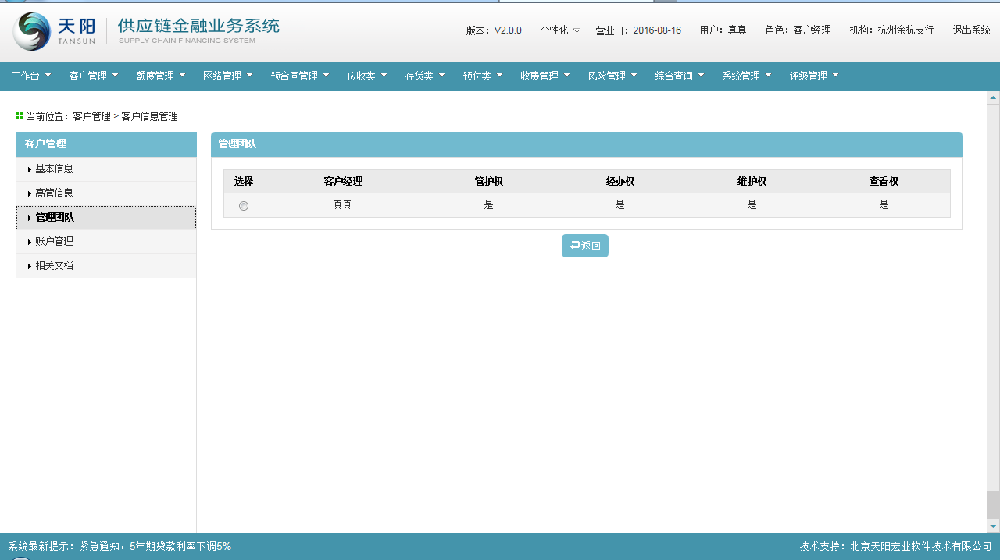 天阳
TANSUN
供应链金融业务系统
SUPPLY CHAIN FINANCING SYSTEM
版本：V2.0.0 个性化 营业日：2016-08-16 用户：真真 角色：客户经理 机构：杭州余杭支行 退出系统
工作台 客户管理 额度管理 网络管理 预合同管理 应收类 存货类 预付类 收费管理 风险管理 综合查询 系统管理 评级管理
当前位置：客户管理 > 客户信息管理
客户管理
基本信息
高管信息
管理团队
账户管理
相关文档
管理团队
选择 客户经理 管护权 经办权 维护权 查看权
真真 是 是 是 是
返回
系统最新提示：紧急通知，5年期贷款利率下调5%
技术支持：北京天阳宏业软件技术有限公司